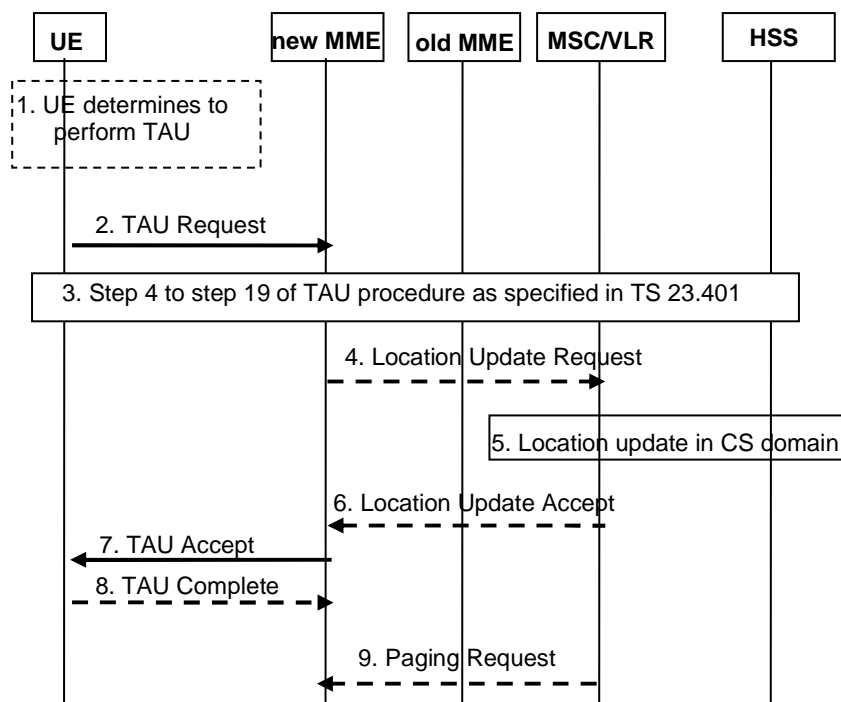 UE
new MME
old MME
MSC/VLR
HSS
1. UE determines to
perform TAU
2. TAU Request
3. Step 4 to step 19 of TAU procedure as specified in TS 23.401
4. Location Update Request
5. Location update in CS domain
6. Location Update Accept
7. TAU Accept
8. TAU Complete
9. Paging Request